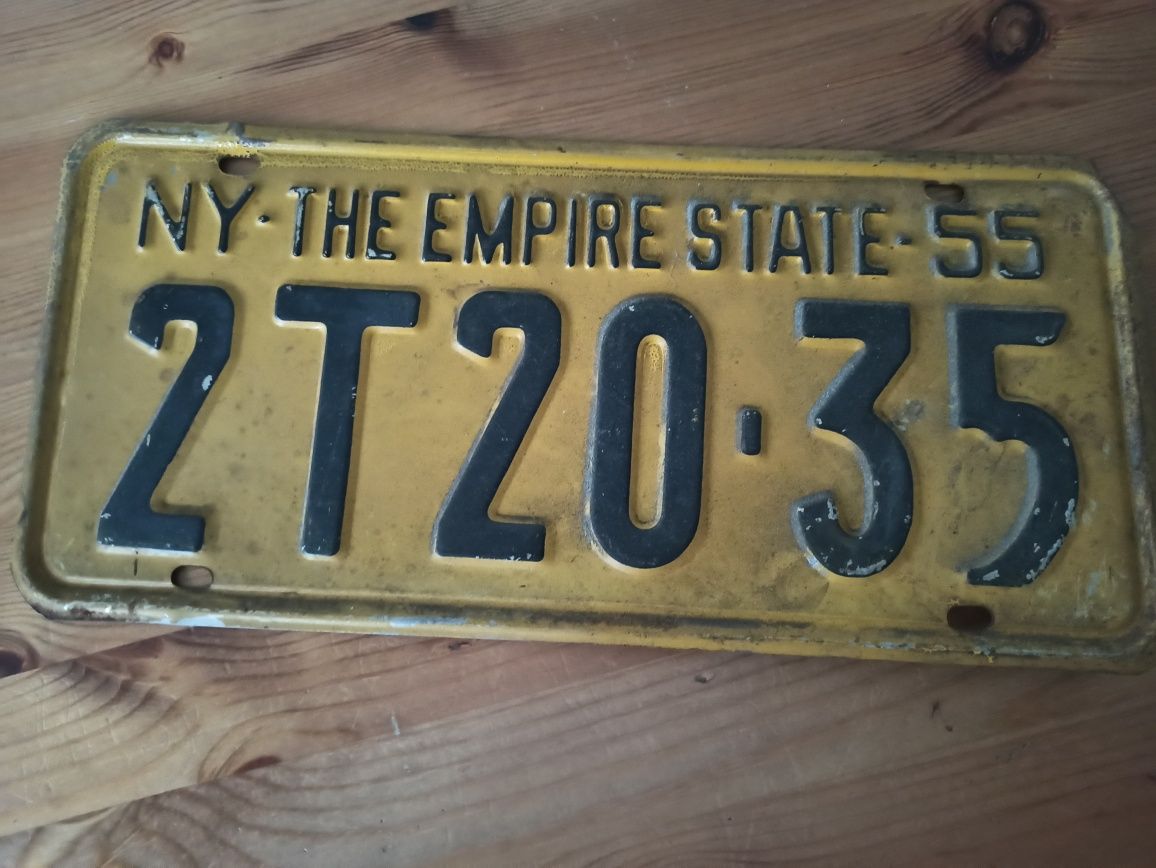 NY·THE EMPIRE STATE·55
2T20·35